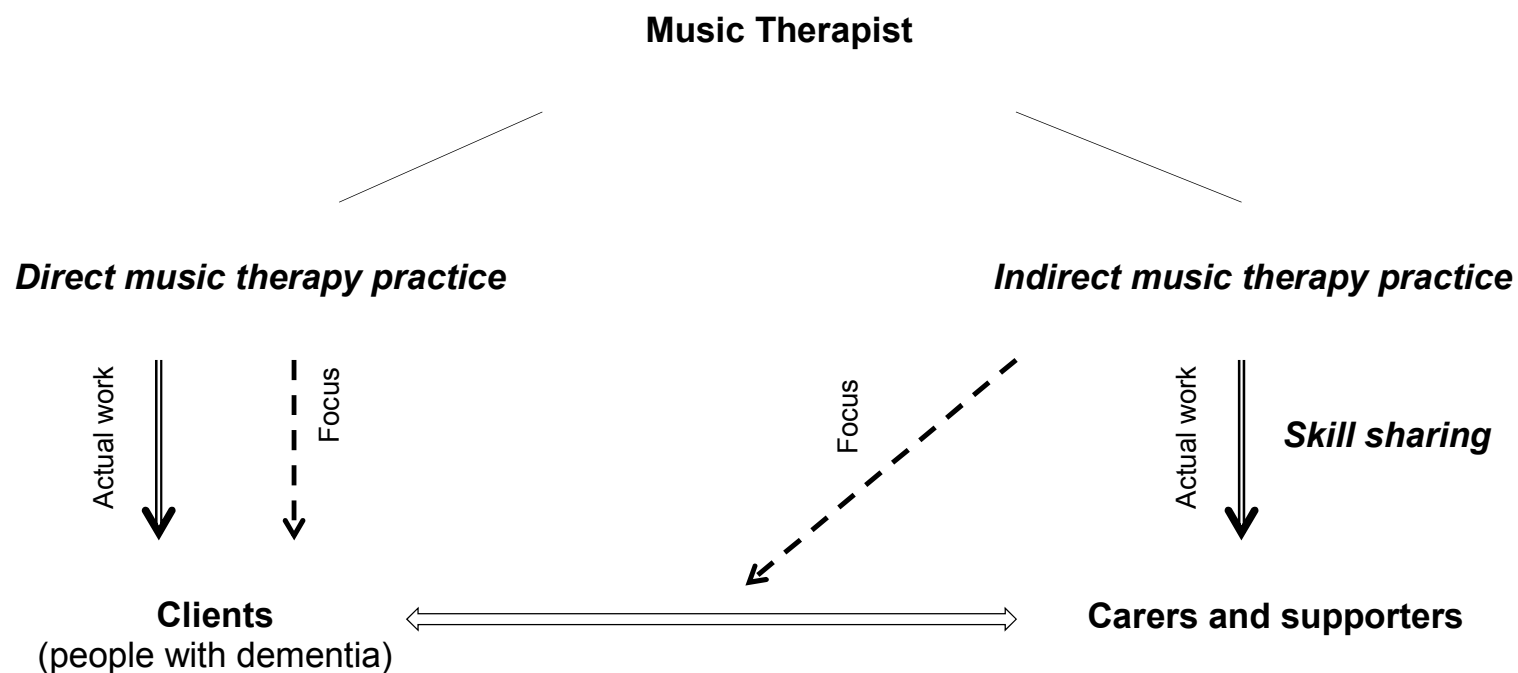 Music Therapist
Direct music therapy practice
Indirect music therapy practice
Actual work
Focus
Focus
Actual work
Skill sharing
Clients
(people with dementia)
Carers and supporters